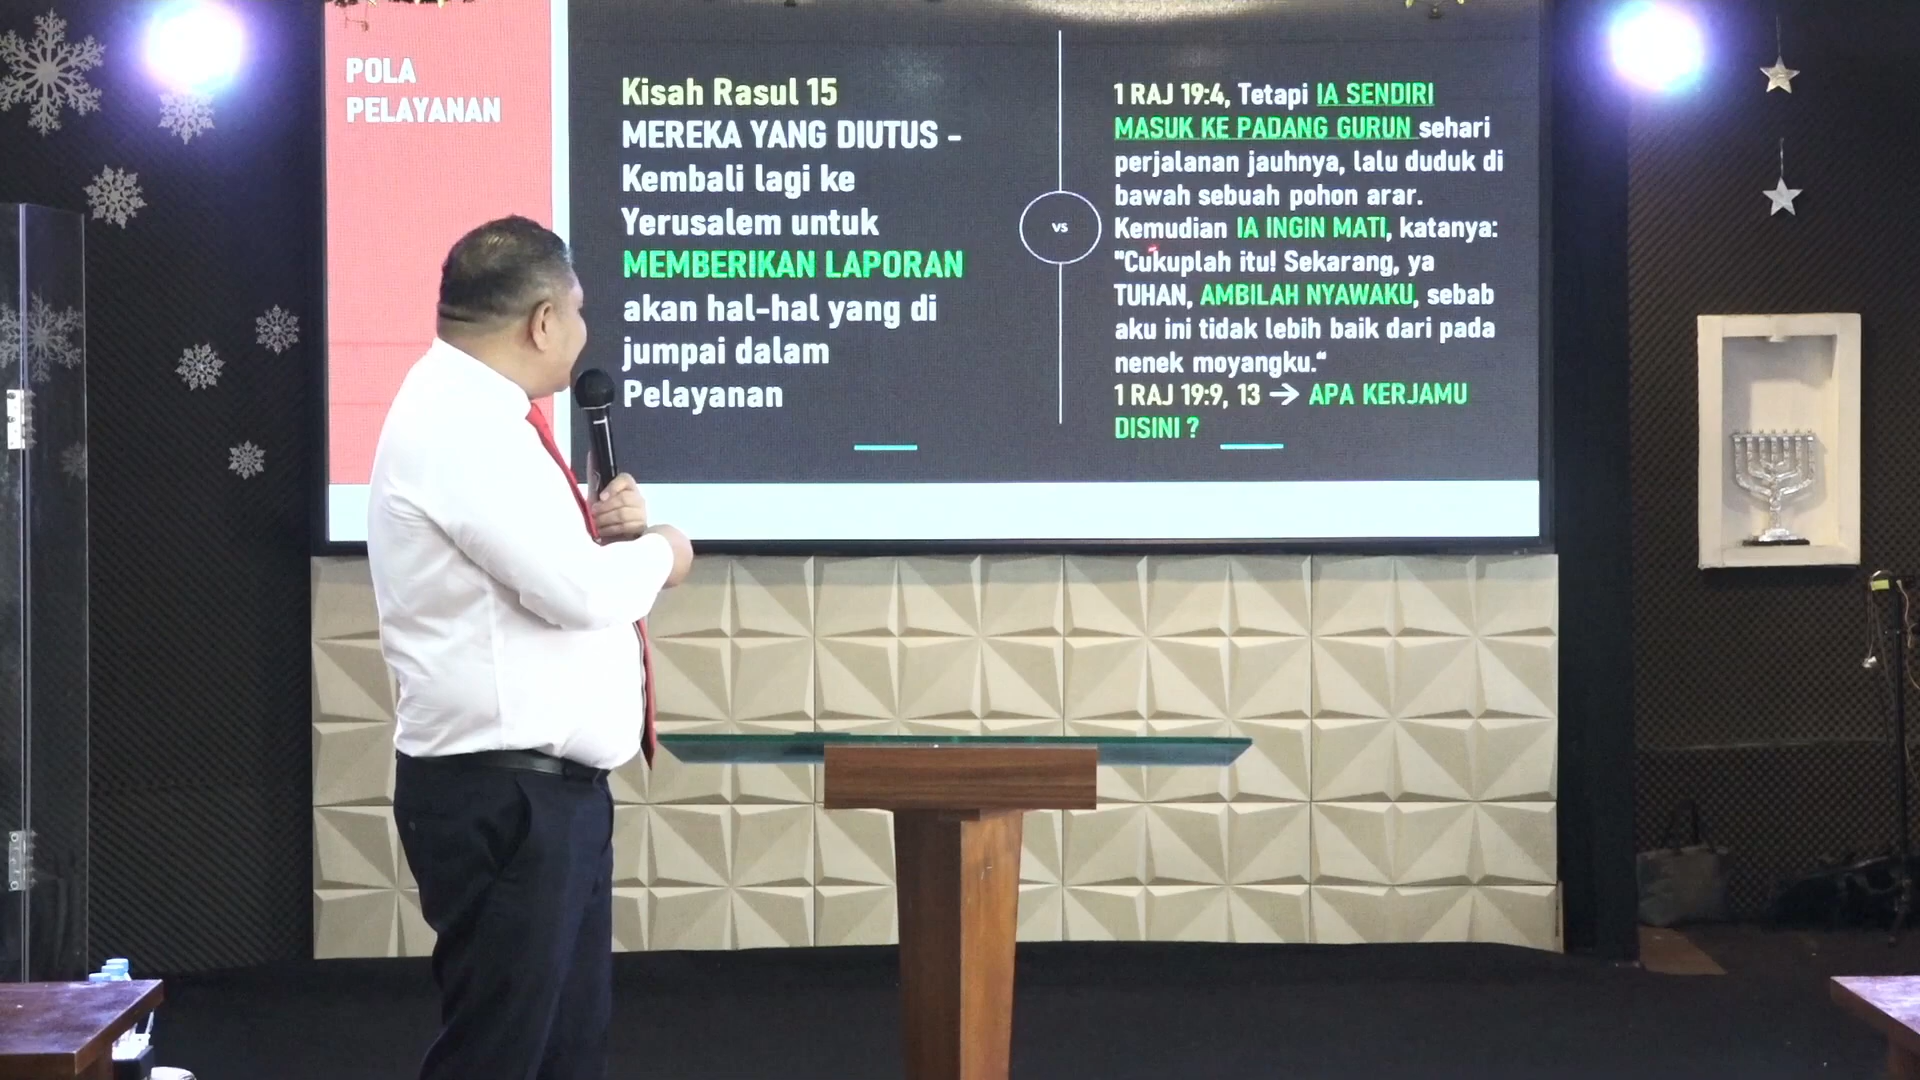 POLA
PELAYANAN
Kisah Rasul 15
MEREKA YANG DIUTUS -
Kembali lagi ke
Yerusalem untuk
MEMBERIKAN LAPORAN
akan hal-hal yang di
jumpai dalam
Pelayanan
vs
1 RAJ 19:4, Tetapi IA SENDIRI
MASUK KE PADANG GURUN sehari
perjalanan jauhnya, lalu duduk di
bawah sebuah pohon arar.
Kemudian IA INGIN MATI, katanya:
"Cukuplah itu! Sekarang, ya
TUHAN, AMBILAH NYAWAKU, sebab
aku ini tidak lebih baik dari pada
nenek moyangku.“
1 RAJ 19:9, 13 → APA KERJAMU
DISINI ?